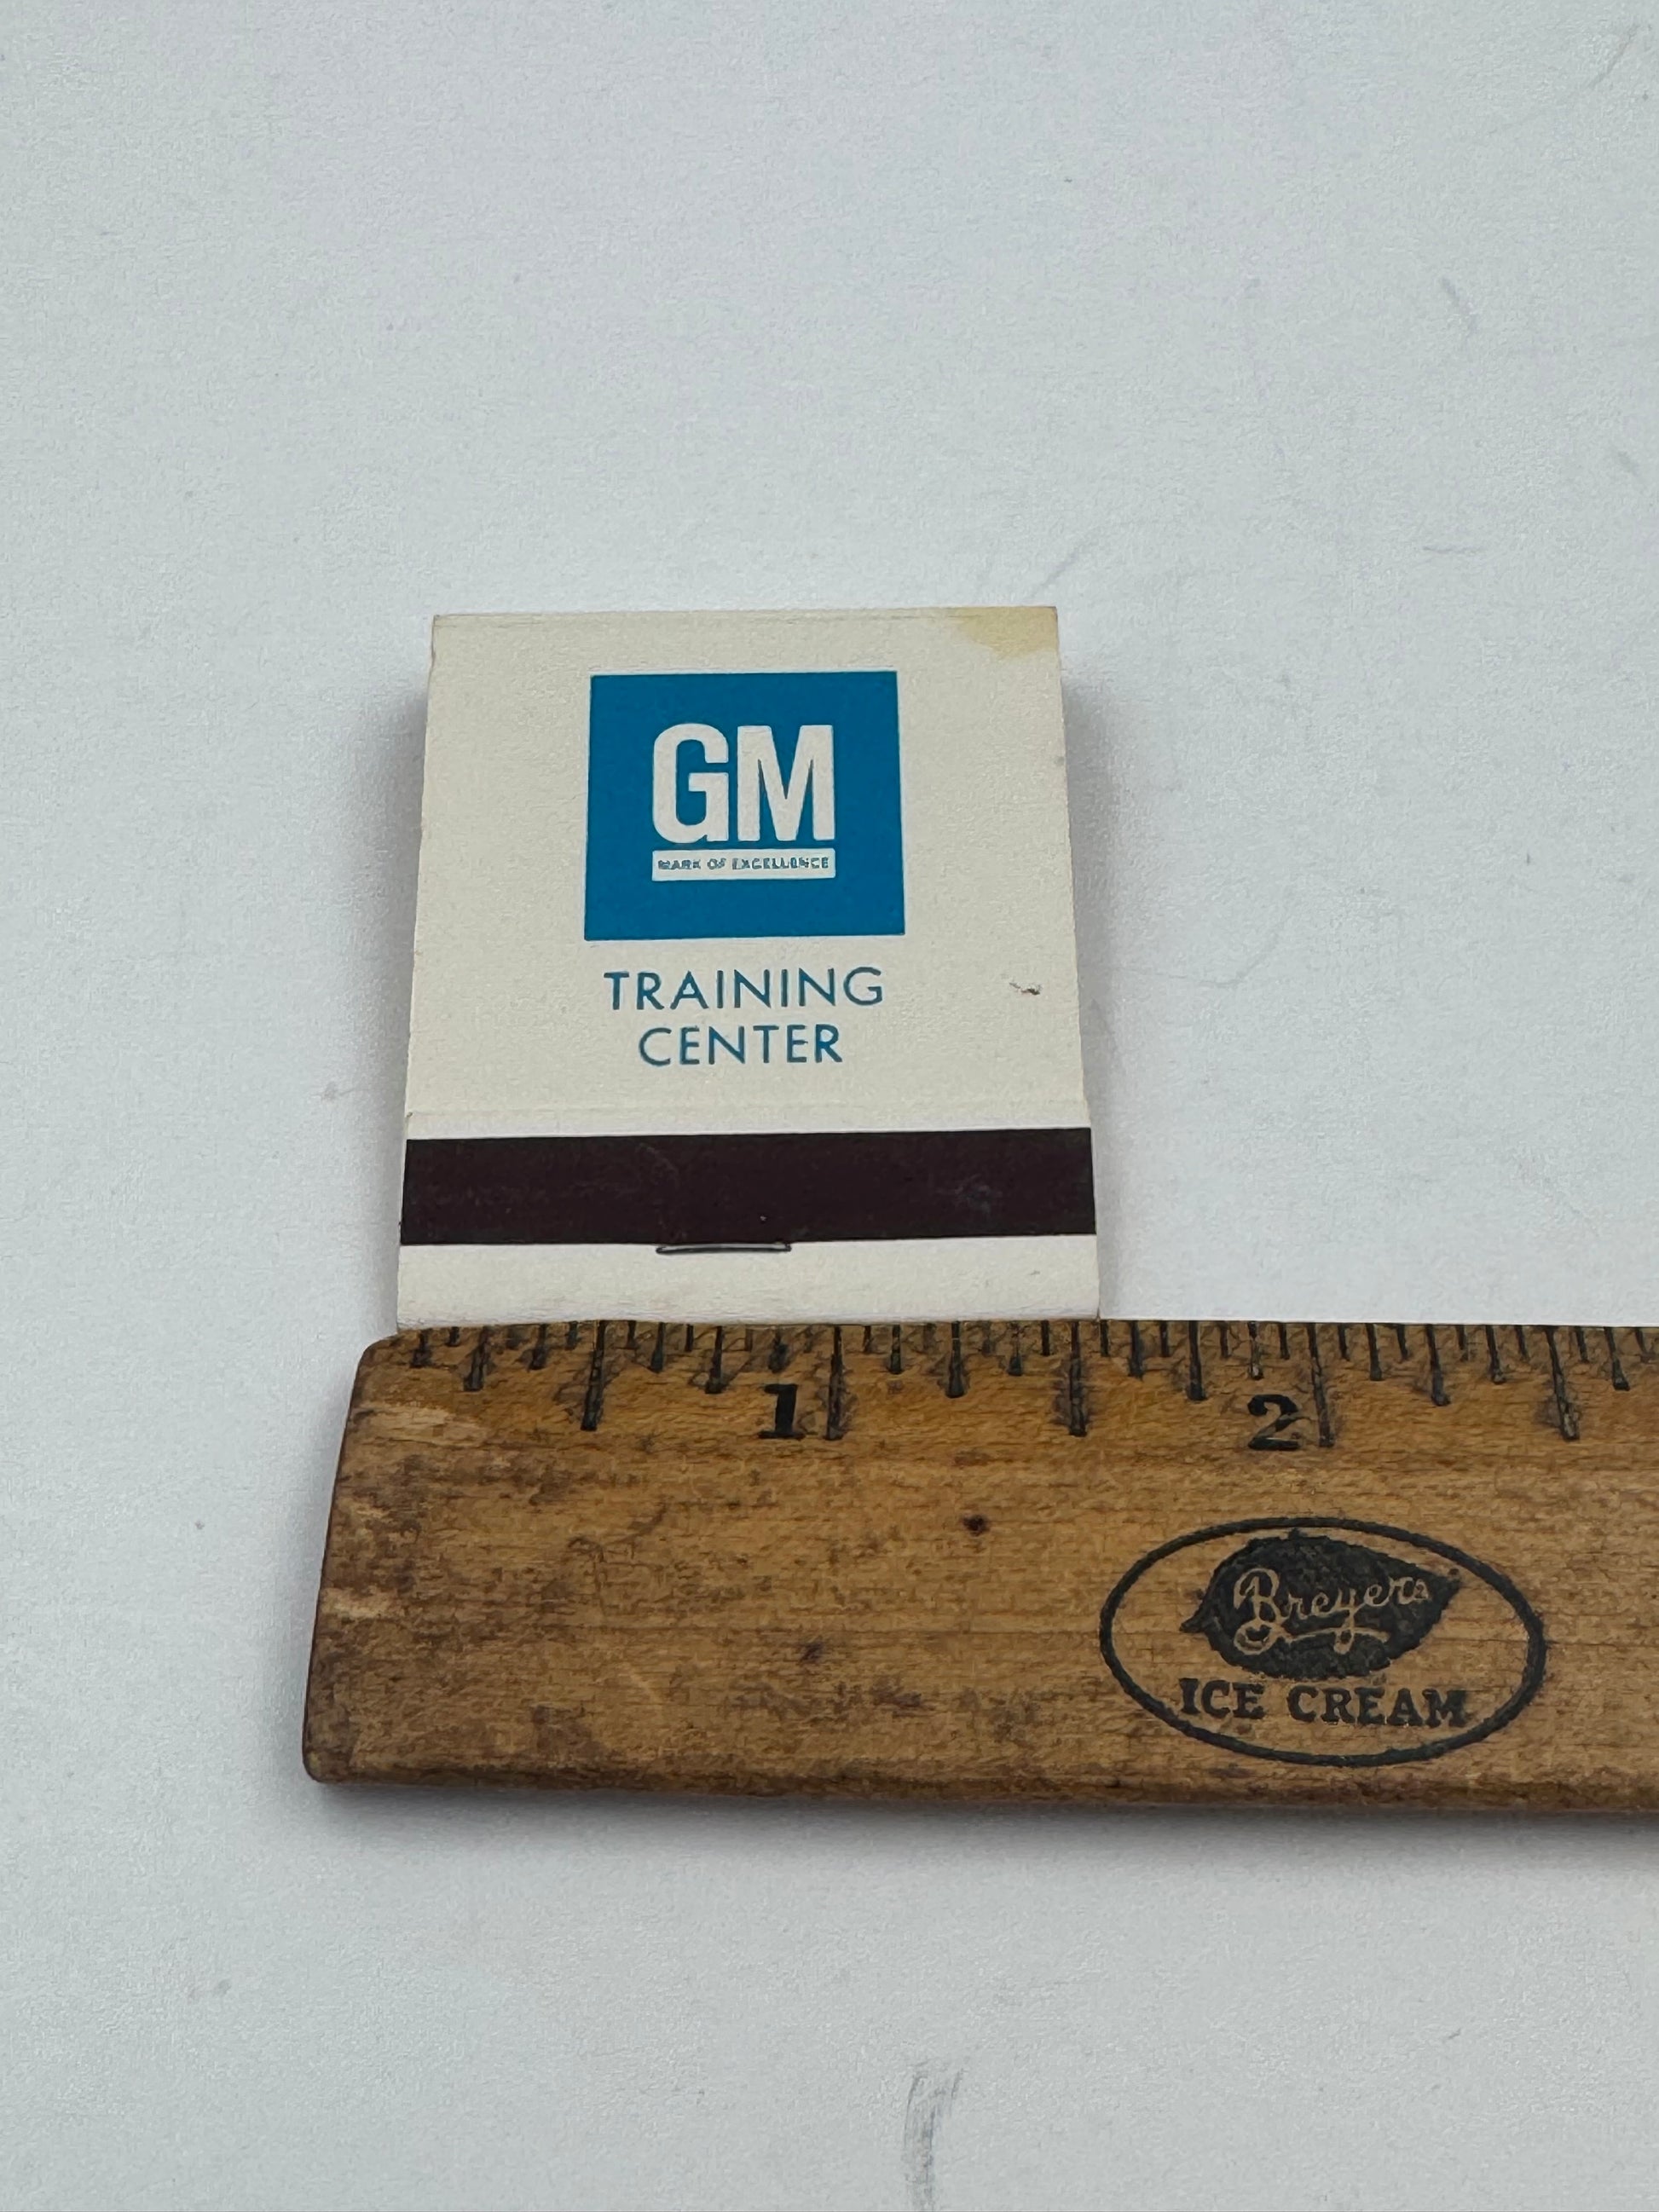 GM
MARK OF EXCELLENCE
TRAINING
CENTER
1 2
Breyers
ICE CREAM